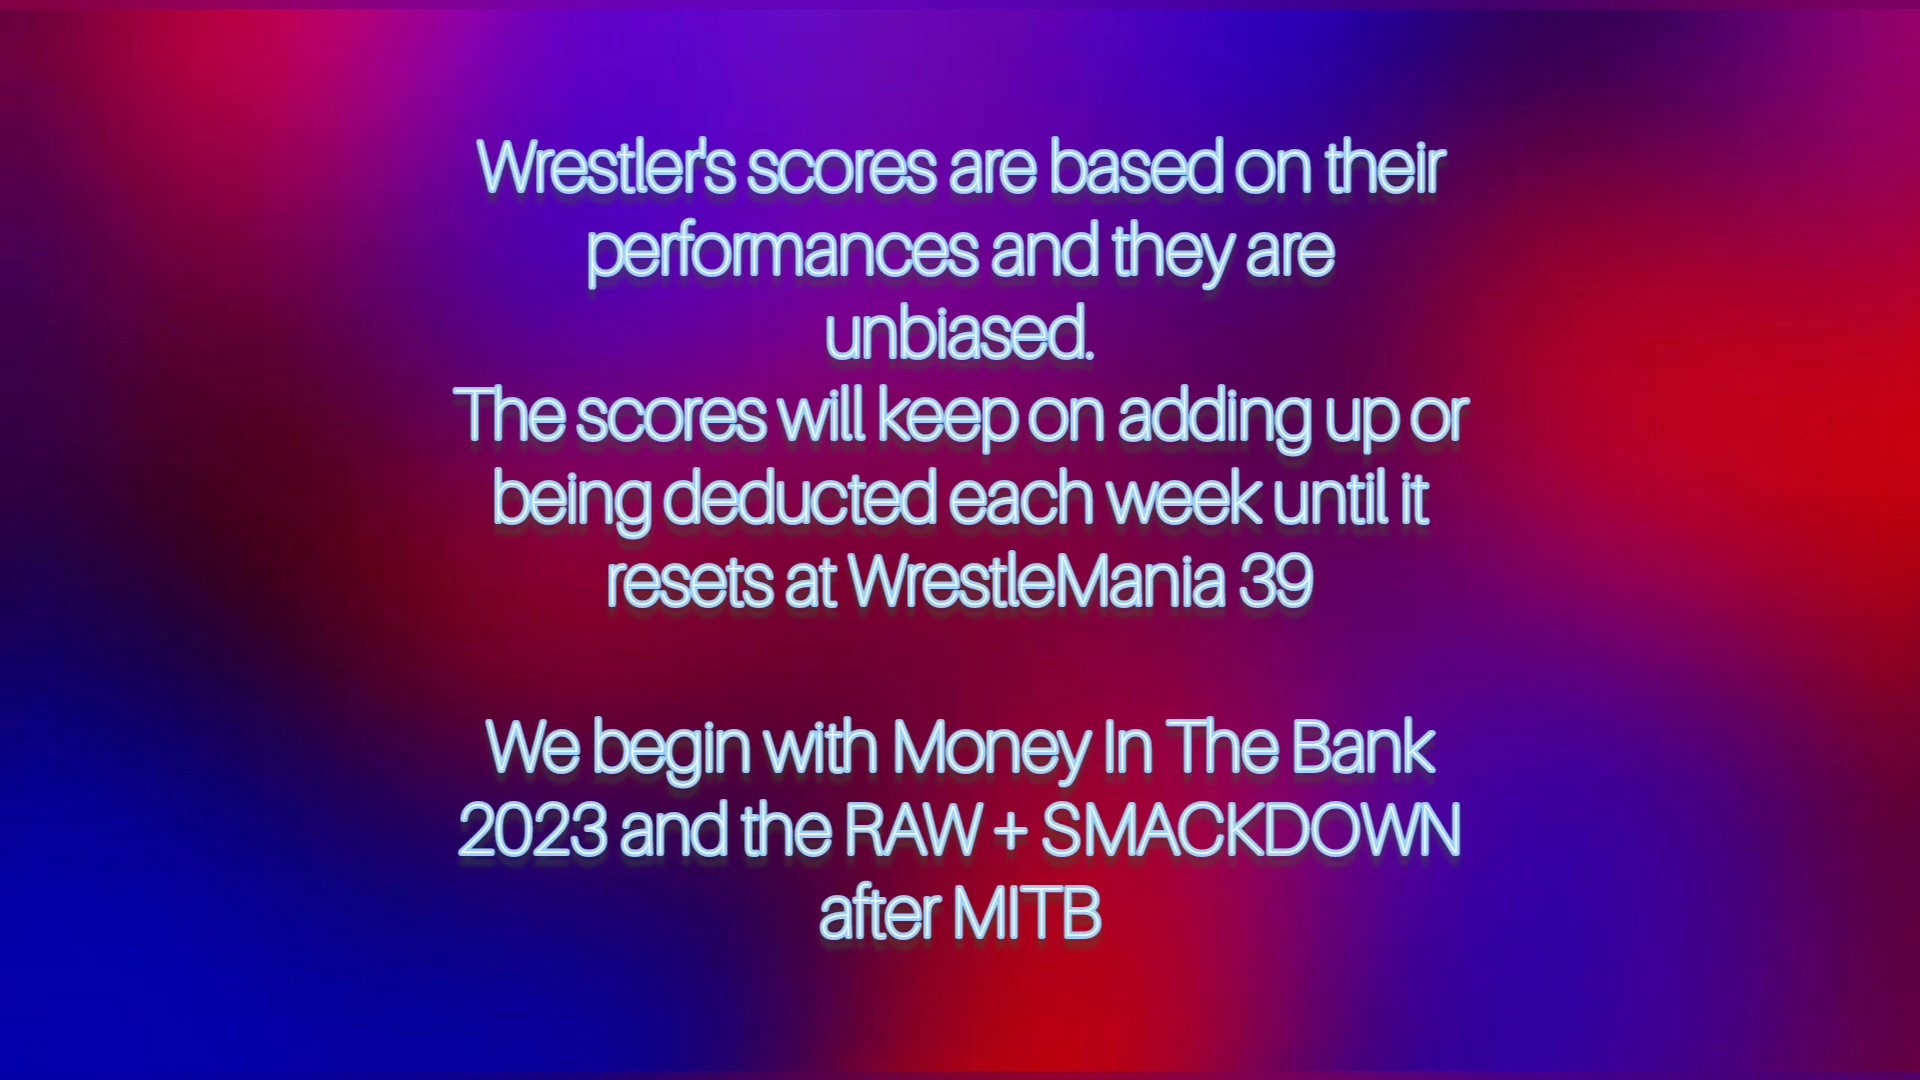 Wrestler's scores are based on their
performances and they are
unbiased.
The scores will keep on adding up or
being deducted each week until it
resets at WrestleMania 39
We begin with Money In The Bank
2023 and the RAW + SMACKDOWN
after MITB